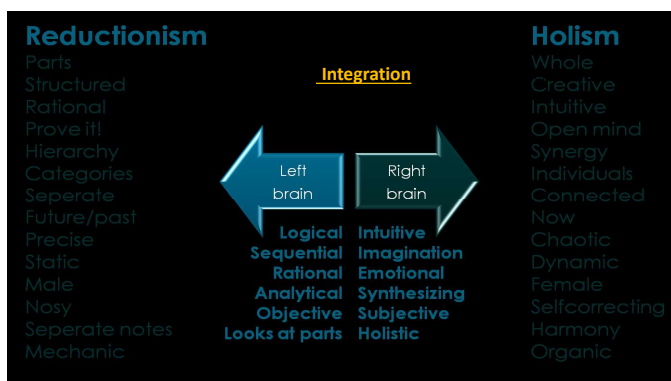 Reductionism
Parts
Structured
Rational
Prove it!
Hierarchy
Categories
Seperate
Future/past
Precise
Static
Male
Nosy
Seperate notes
Mechanic
Integration
Left brain
Right brain
Logical
Sequential
Rational
Analytical
Objective
Looks at parts
Intuitive
Imagination
Emotional
Synthesizing
Subjective
Holistic
Holism
Whole
Creative
Intuitive
Open mind
Synergy
Individuals
Connected
Now
Chaotic
Dynamic
Female
Selfcorrecting
Harmony
Organic